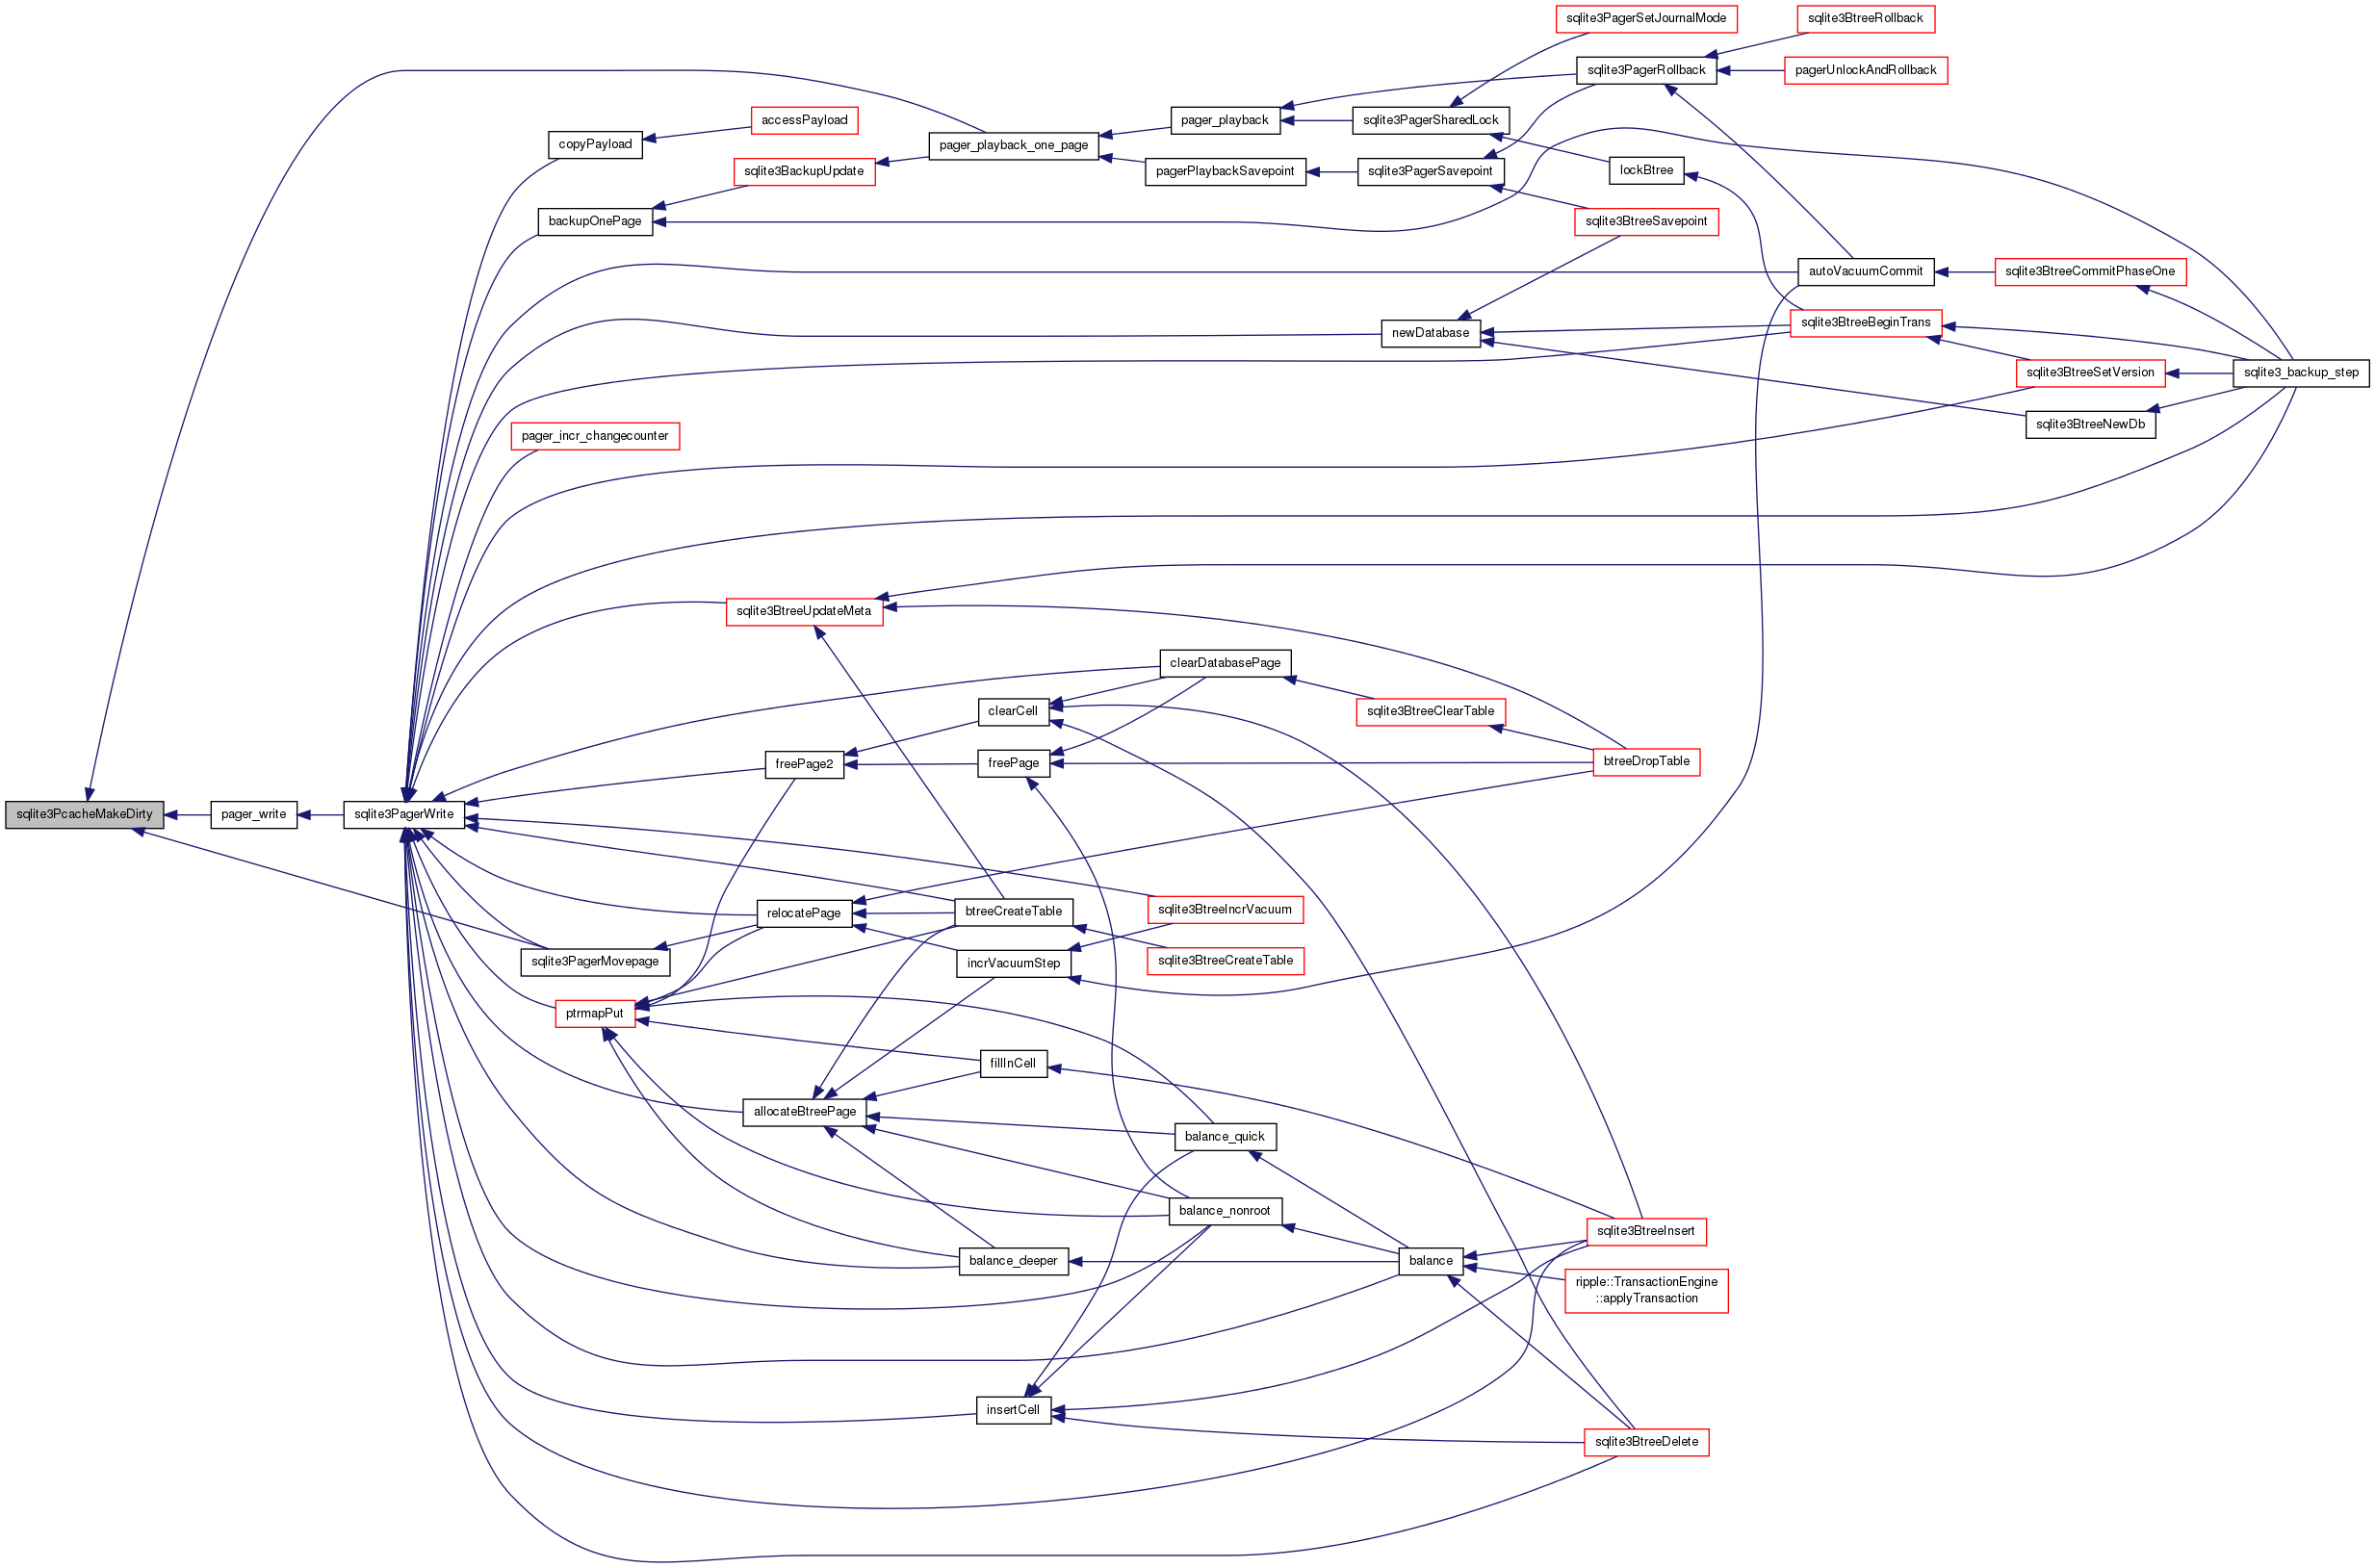 sqlite3PagerSetJournalMode
sqlite3BtreeRollback
sqlite3PagerRollback
pagerUnlockAndRollback
accessPayload
pager_playback
sqlite3PagerSharedLock
copyPayload
pager_playback_one_page
sqlite3BackupUpdate
pagerPlaybackSavepoint
sqlite3PagerSavepoint
lockBtree
backupOnePage
sqlite3BtreeSavepoint
autoVacuumCommit
sqlite3BtreeCommitPhaseOne
newDatabase
sqlite3BtreeBeginTrans
sqlite3BtreeSetVersion
sqlite3_backup_step
sqlite3BtreeNewDb
pager_incr_changecounter
sqlite3BtreeUpdateMeta
clearDatabasePage
clearCell
sqlite3BtreeClearTable
freePage2
freePage
btreeDropTable
sqlite3PcacheMakeDirty
pager_write
sqlite3PagerWrite
relocatePage
btreeCreateTable
sqlite3BtreeIncrVacuum
sqlite3PagerMovepage
incrVacuumStep
sqlite3BtreeCreateTable
ptrmapPut
fillInCell
allocateBtreePage
balance_quick
balance_nonroot
sqlite3BtreeInsert
balance_deeper
balance
ripple::TransactionEngine
::applyTransaction
insertCell
sqlite3BtreeDelete